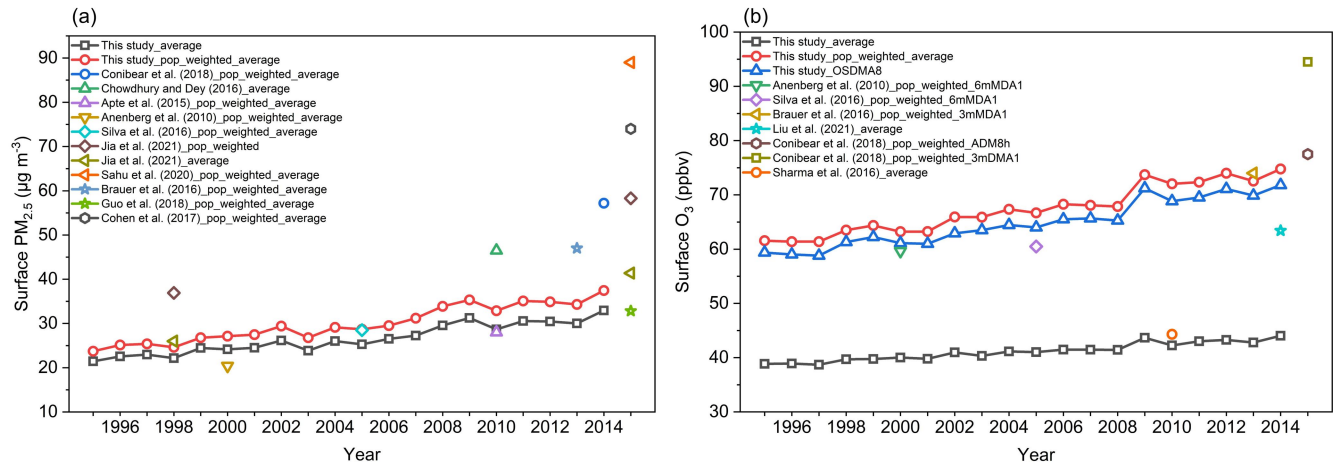 (a)
90
80
70
60
50
40
30
20
10
Surface PM2.5 (µg m-3)
This study_average
This study_pop_weighted_average
Conibear et al. (2018)_pop_weighted_average
Chowdhury and Dey (2016)_average
Apte et al. (2015)_pop_weighted_average
Anenberg et al. (2010)_pop_weighted_average
Silva et al. (2016)_pop_weighted_average
Jia et al. (2021)_pop_weighted
Jia et al. (2021)_average
Sahu et al. (2020)_pop_weighted_average
Brauer et al. (2016)_pop_weighted_average
Guo et al. (2018)_pop_weighted_average
Cohen et al. (2017)_pop_weighted_average
1996 1998 2000 2002 2004 2006 2008 2010 2012 2014
Year
(b)
100
90
80
70
60
50
40
30
Surface O3 (ppbv)
This study_average
This study_pop_weighted_average
This study_OSDMA8
Anenberg et al. (2010)_pop_weighted_6mMDA1
Silva et al. (2016)_pop_weighted_6mMDA1
Brauer et al. (2016)_pop_weighted_3mMDA1
Liu et al. (2021)_average
Conibear et al. (2018)_pop_weighted_ADM8h
Conibear et al. (2018)_pop_weighted_3mDMA1
Sharma et al. (2016)_average
1996 1998 2000 2002 2004 2006 2008 2010 2012 2014
Year